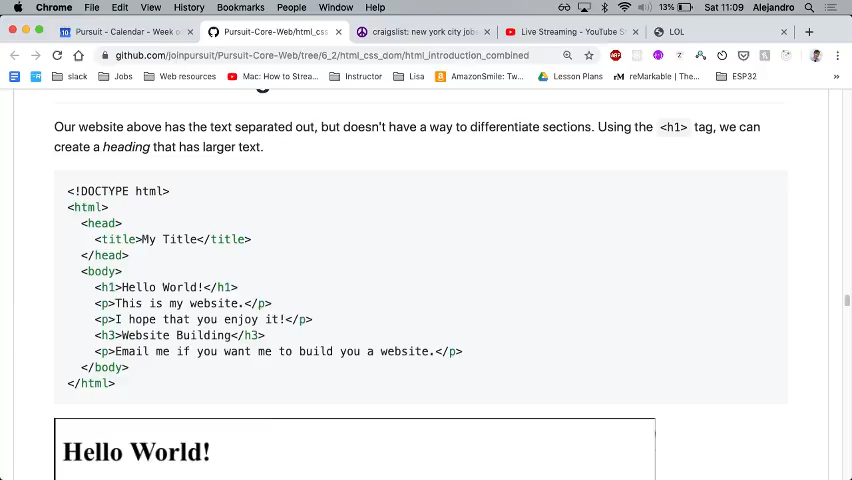 Chrome File Edit View History Bookmarks People Window Help 13% Sat 11:09 Alejandro
Pursuit - Calendar - Week o Pursuit-Core-Web/html_css craigslist: new york city jobs Live Streaming - YouTube S LOL
github.com/joinpursuit/Pursuit-Core-Web/tree/6_2/html_css_dom/html_introduction_combined
slack Jobs Web resources Mac: How to Strea... Instructor Lisa AmazonSmile: Tw... Lesson Plans reMarkable | The... ESP32
Our website above has the text separated out, but doesn't have a way to differentiate sections. Using the <h1> tag, we can
create a heading that has larger text.
<!DOCTYPE html>
<html>
<head>
<title>My Title</title>
</head>
<body>
<h1>Hello World!</h1>
<p>This is my website.</p>
<p>I hope that you enjoy it!</p>
<h3>Website Building</h3>
<p>Email me if you want me to build you a website.</p>
</body>
</html>
Hello World!